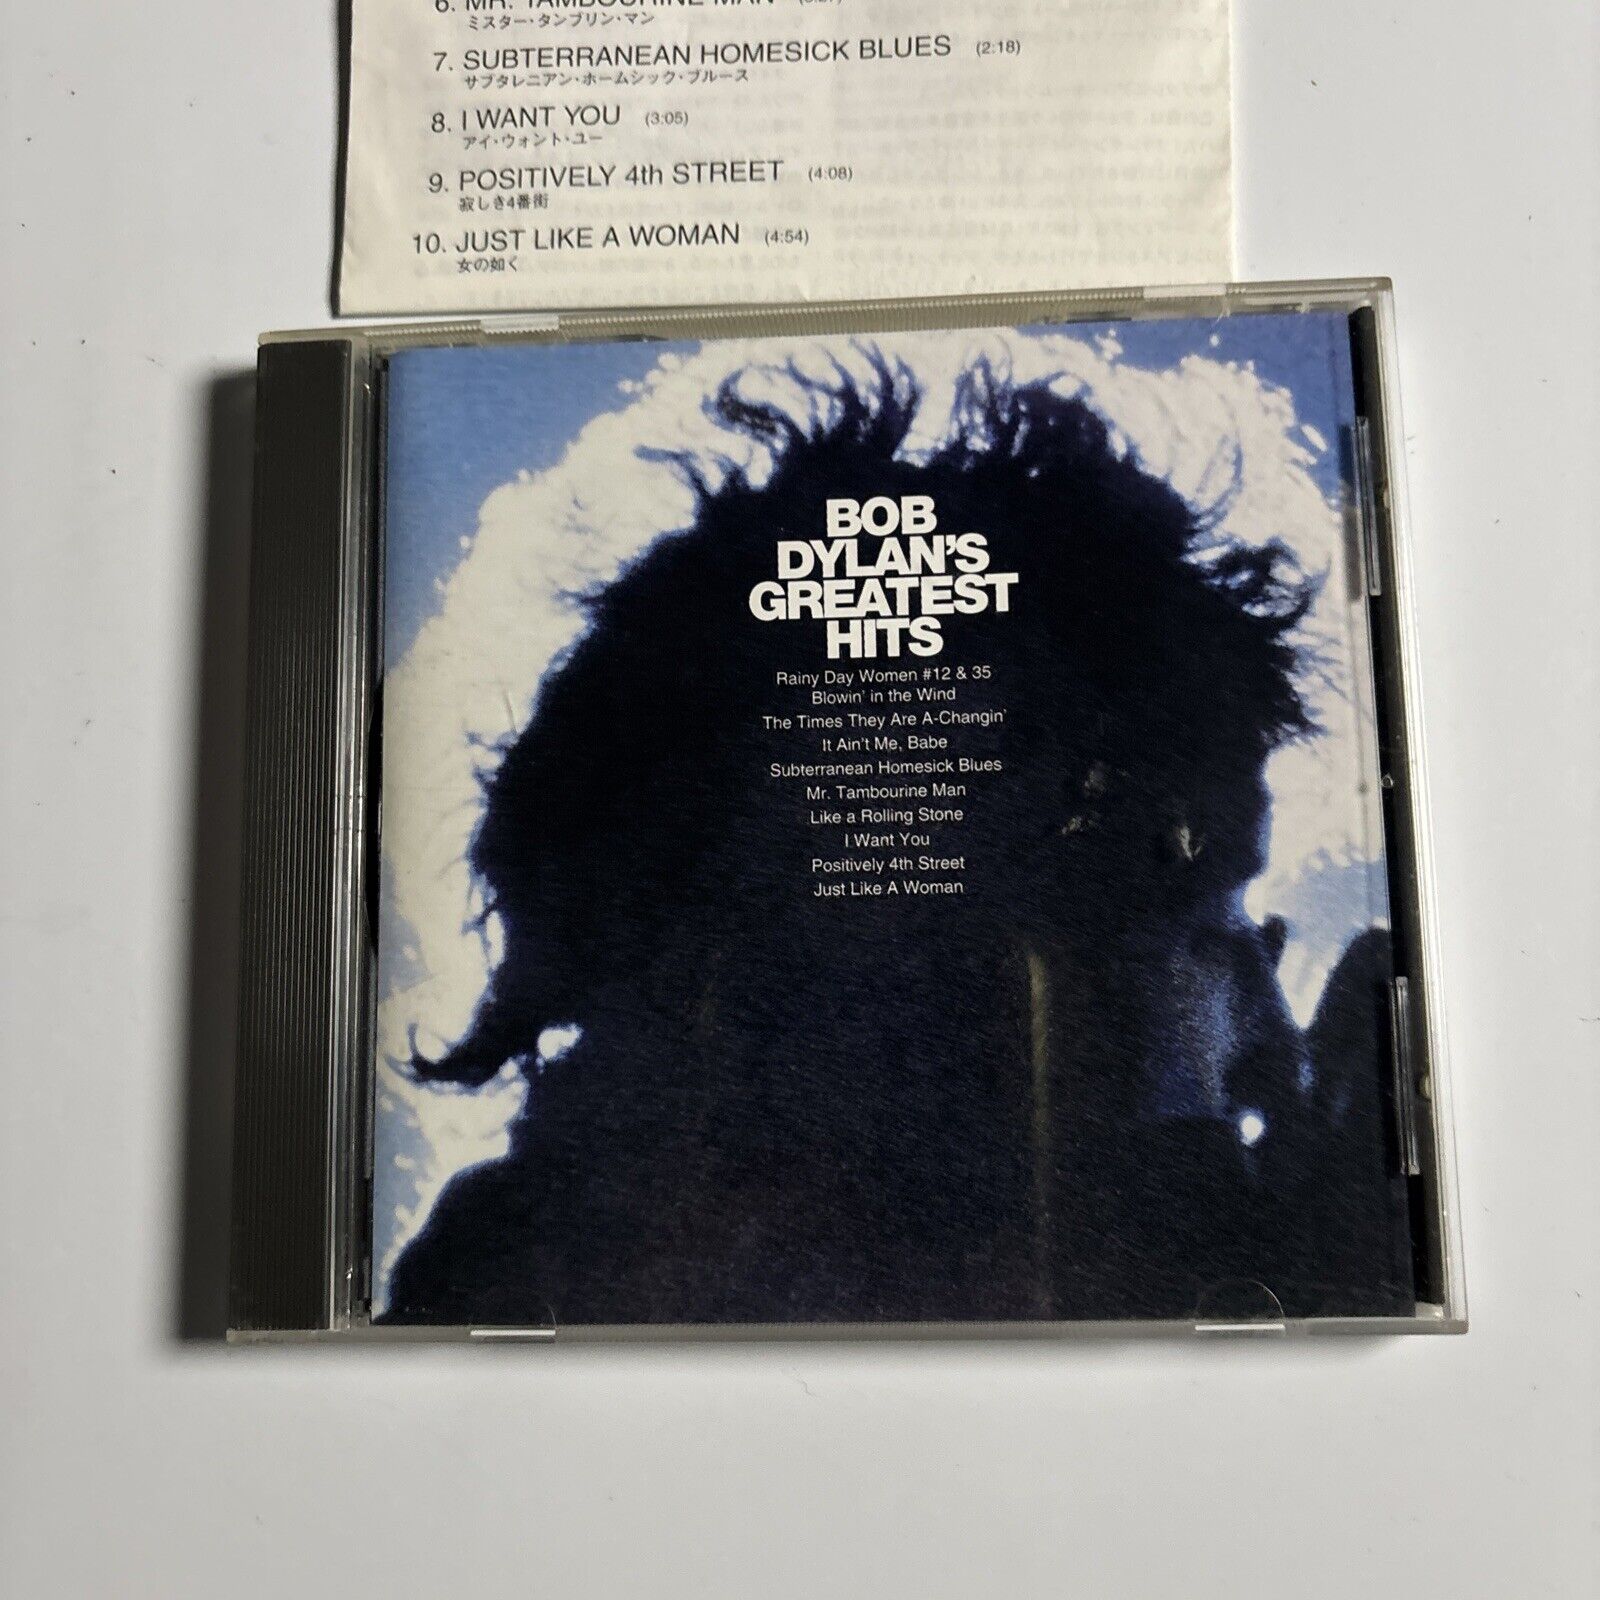 6. MR. TAMBOURINE MAN
ミスター・タンブリン・マン
7. SUBTERRANEAN HOMESICK BLUES (2:18)
サブタレニアン・ホームシック・ブルース
8. I WANT YOU (3:05)
アイ・ウォント・ユー
9. POSITIVELY 4th STREET (4:08)
寂しき4番街
10. JUST LIKE A WOMAN (4:54)
女の如く
BOB
DYLAN'S
GREATEST
HITS
Rainy Day Women #12 & 35
Blowin' in the Wind
The Times They Are A-Changin'
It Ain't Me, Babe
Subterranean Homesick Blues
Mr. Tambourine Man
Like a Rolling Stone
I Want You
Positively 4th Street
Just Like A Woman